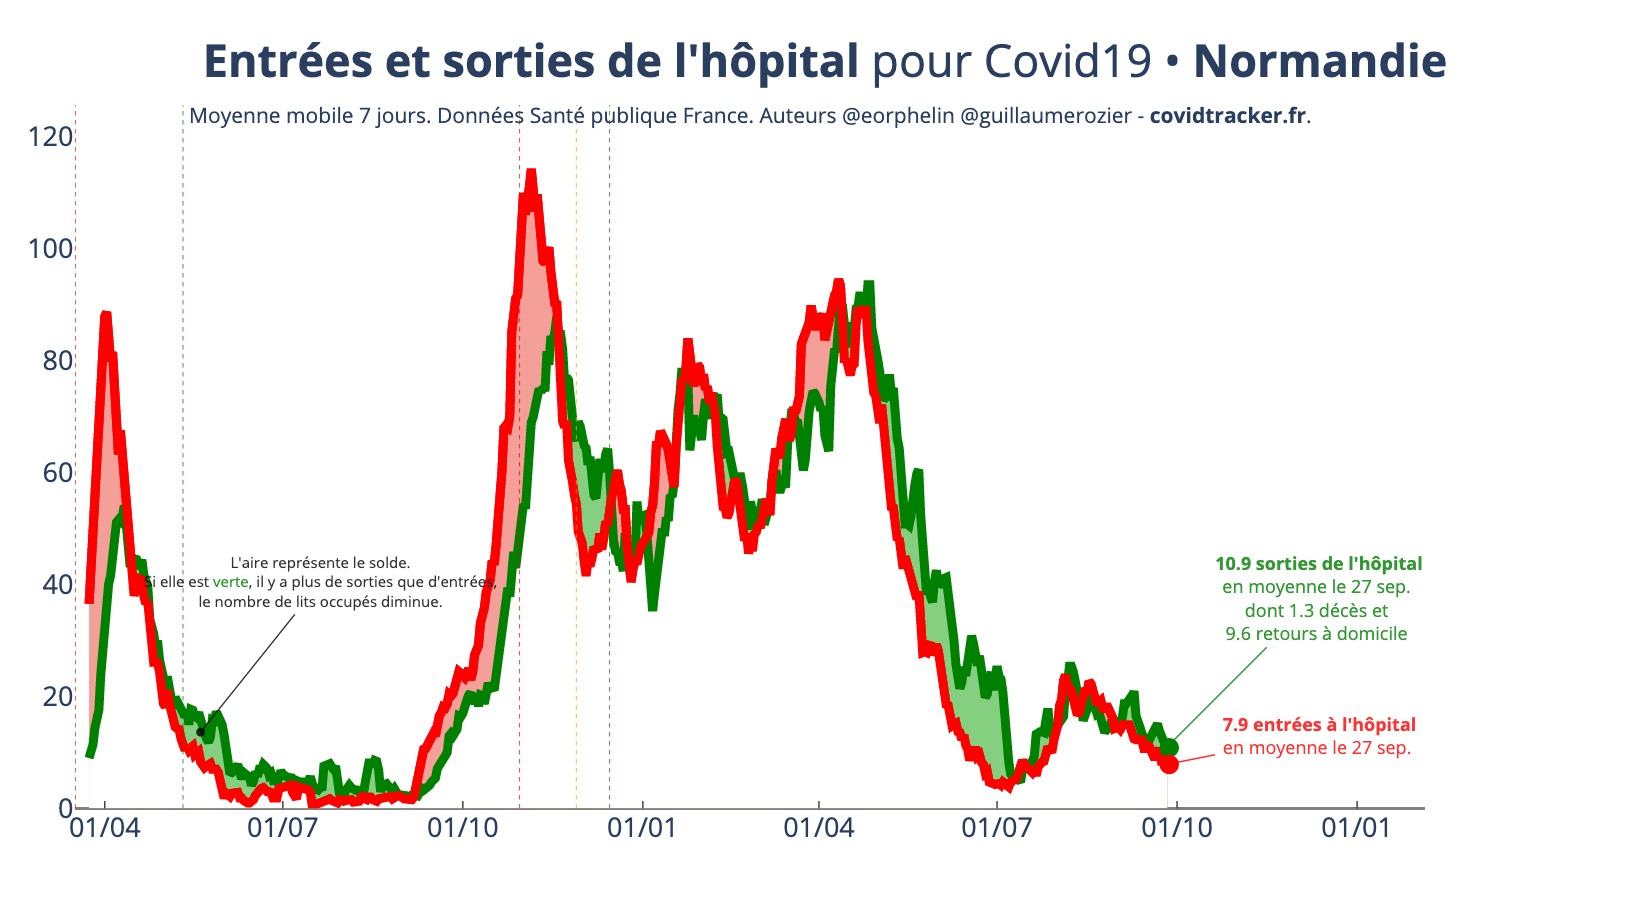 Entrées et sorties de l'hôpital pour Covid19 • Normandie
Moyenne mobile 7 jours. Données Santé publique France. Auteurs @eorphelin @guillaumerozier - covidtracker.fr.
120
100
80
60
40
20
0
L'aire représente le solde.
Si elle est verte, il y a plus de sorties que d'entrées,
le nombre de lits occupés diminue.
10.9 sorties de l'hôpital
en moyenne le 27 sep.
dont 1.3 décès et
9.6 retours à domicile
7.9 entrées à l'hôpital
en moyenne le 27 sep.
01/04 01/07 01/10 01/01 01/04 01/07 01/10 01/01